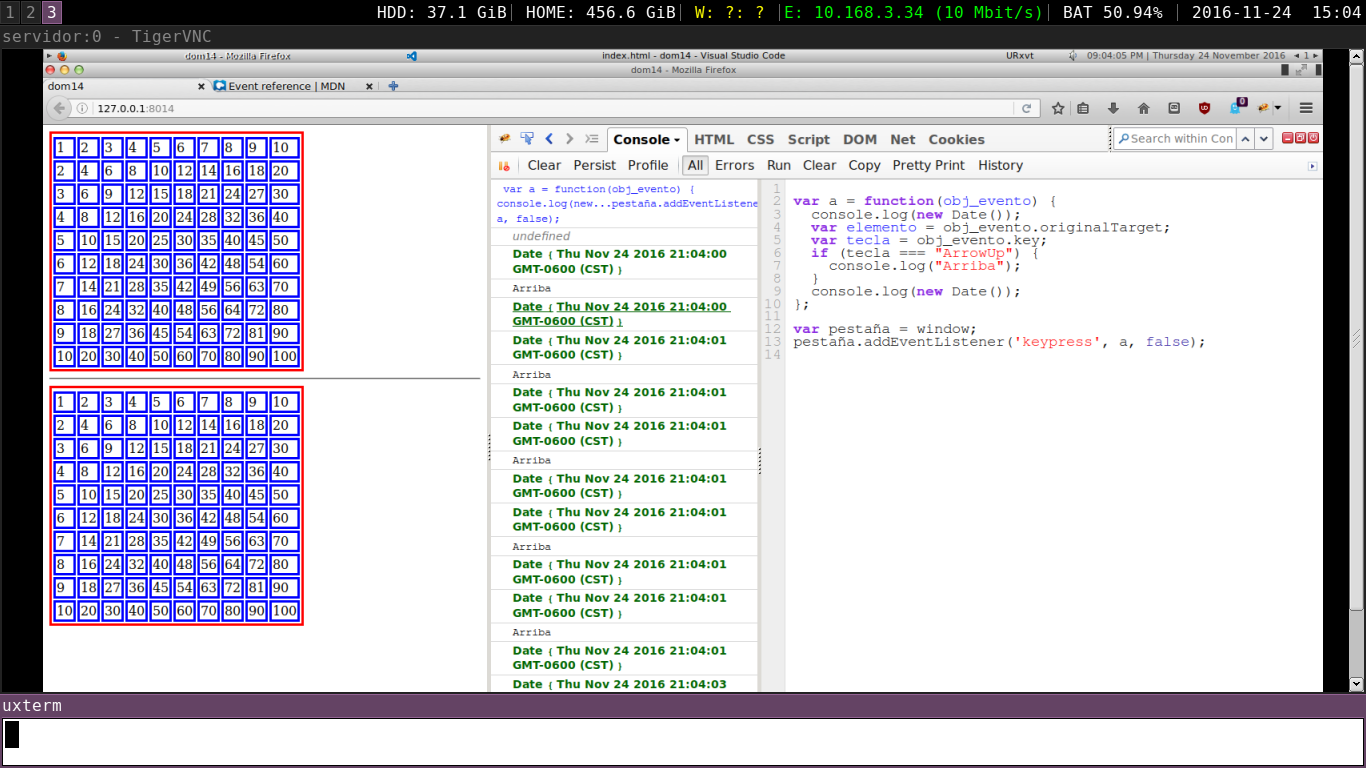 1 2 3 HDD: 37.1 GiB| HOME: 456.6 GiB| W: ?: ? |E: 10.168.3.34 (10 Mbit/s)| BAT 50.94% | 2016-11-24 15:04
servidor:0 - TigerVNC
dom14 - Mozilla Firefox index.html - dom14 - Visual Studio Code URxvt 09:04:05 PM | Thursday 24 November 2016 1
dom14 - Mozilla Firefox
dom14 Event reference | MDN
127.0.0.1:8014 0
Console HTML CSS Script DOM Net Cookies Search within Con
Clear Persist Profile All Errors Run Clear Copy Pretty Print History
1 2 3 4 5 6 7 8 9 10
2 4 6 8 10 12 14 16 18 20
3 6 9 12 15 18 21 24 27 30
4 8 12 16 20 24 28 32 36 40
5 10 15 20 25 30 35 40 45 50
6 12 18 24 30 36 42 48 54 60
7 14 21 28 35 42 49 56 63 70
8 16 24 32 40 48 56 64 72 80
9 18 27 36 45 54 63 72 81 90
10 20 30 40 50 60 70 80 90 100
1 2 3 4 5 6 7 8 9 10
2 4 6 8 10 12 14 16 18 20
3 6 9 12 15 18 21 24 27 30
4 8 12 16 20 24 28 32 36 40
5 10 15 20 25 30 35 40 45 50
6 12 18 24 30 36 42 48 54 60
7 14 21 28 35 42 49 56 63 70
8 16 24 32 40 48 56 64 72 80
9 18 27 36 45 54 63 72 81 90
10 20 30 40 50 60 70 80 90 100
var a = function(obj_evento) {
console.log(new...pestaña.addEventListene
a, false);
undefined
Date { Thu Nov 24 2016 21:04:00
GMT-0600 (CST) }
Arriba
Date { Thu Nov 24 2016 21:04:00
GMT-0600 (CST) }
Date { Thu Nov 24 2016 21:04:01
GMT-0600 (CST) }
Arriba
Date { Thu Nov 24 2016 21:04:01
GMT-0600 (CST) }
Date { Thu Nov 24 2016 21:04:01
GMT-0600 (CST) }
Arriba
Date { Thu Nov 24 2016 21:04:01
GMT-0600 (CST) }
Date { Thu Nov 24 2016 21:04:01
GMT-0600 (CST) }
Arriba
Date { Thu Nov 24 2016 21:04:01
GMT-0600 (CST) }
Date { Thu Nov 24 2016 21:04:01
GMT-0600 (CST) }
Arriba
Date { Thu Nov 24 2016 21:04:01
GMT-0600 (CST) }
Date { Thu Nov 24 2016 21:04:03
1
2 var a = function(obj_evento) {
3 console.log(new Date());
4 var elemento = obj_evento.originalTarget;
5 var tecla = obj_evento.key;
6 if (tecla === "ArrowUp") {
7 console.log("Arriba");
8 }
9 console.log(new Date());
10 };
11
12 var pestaña = window;
13 pestaña.addEventListener('keypress', a, false);
14
uxterm